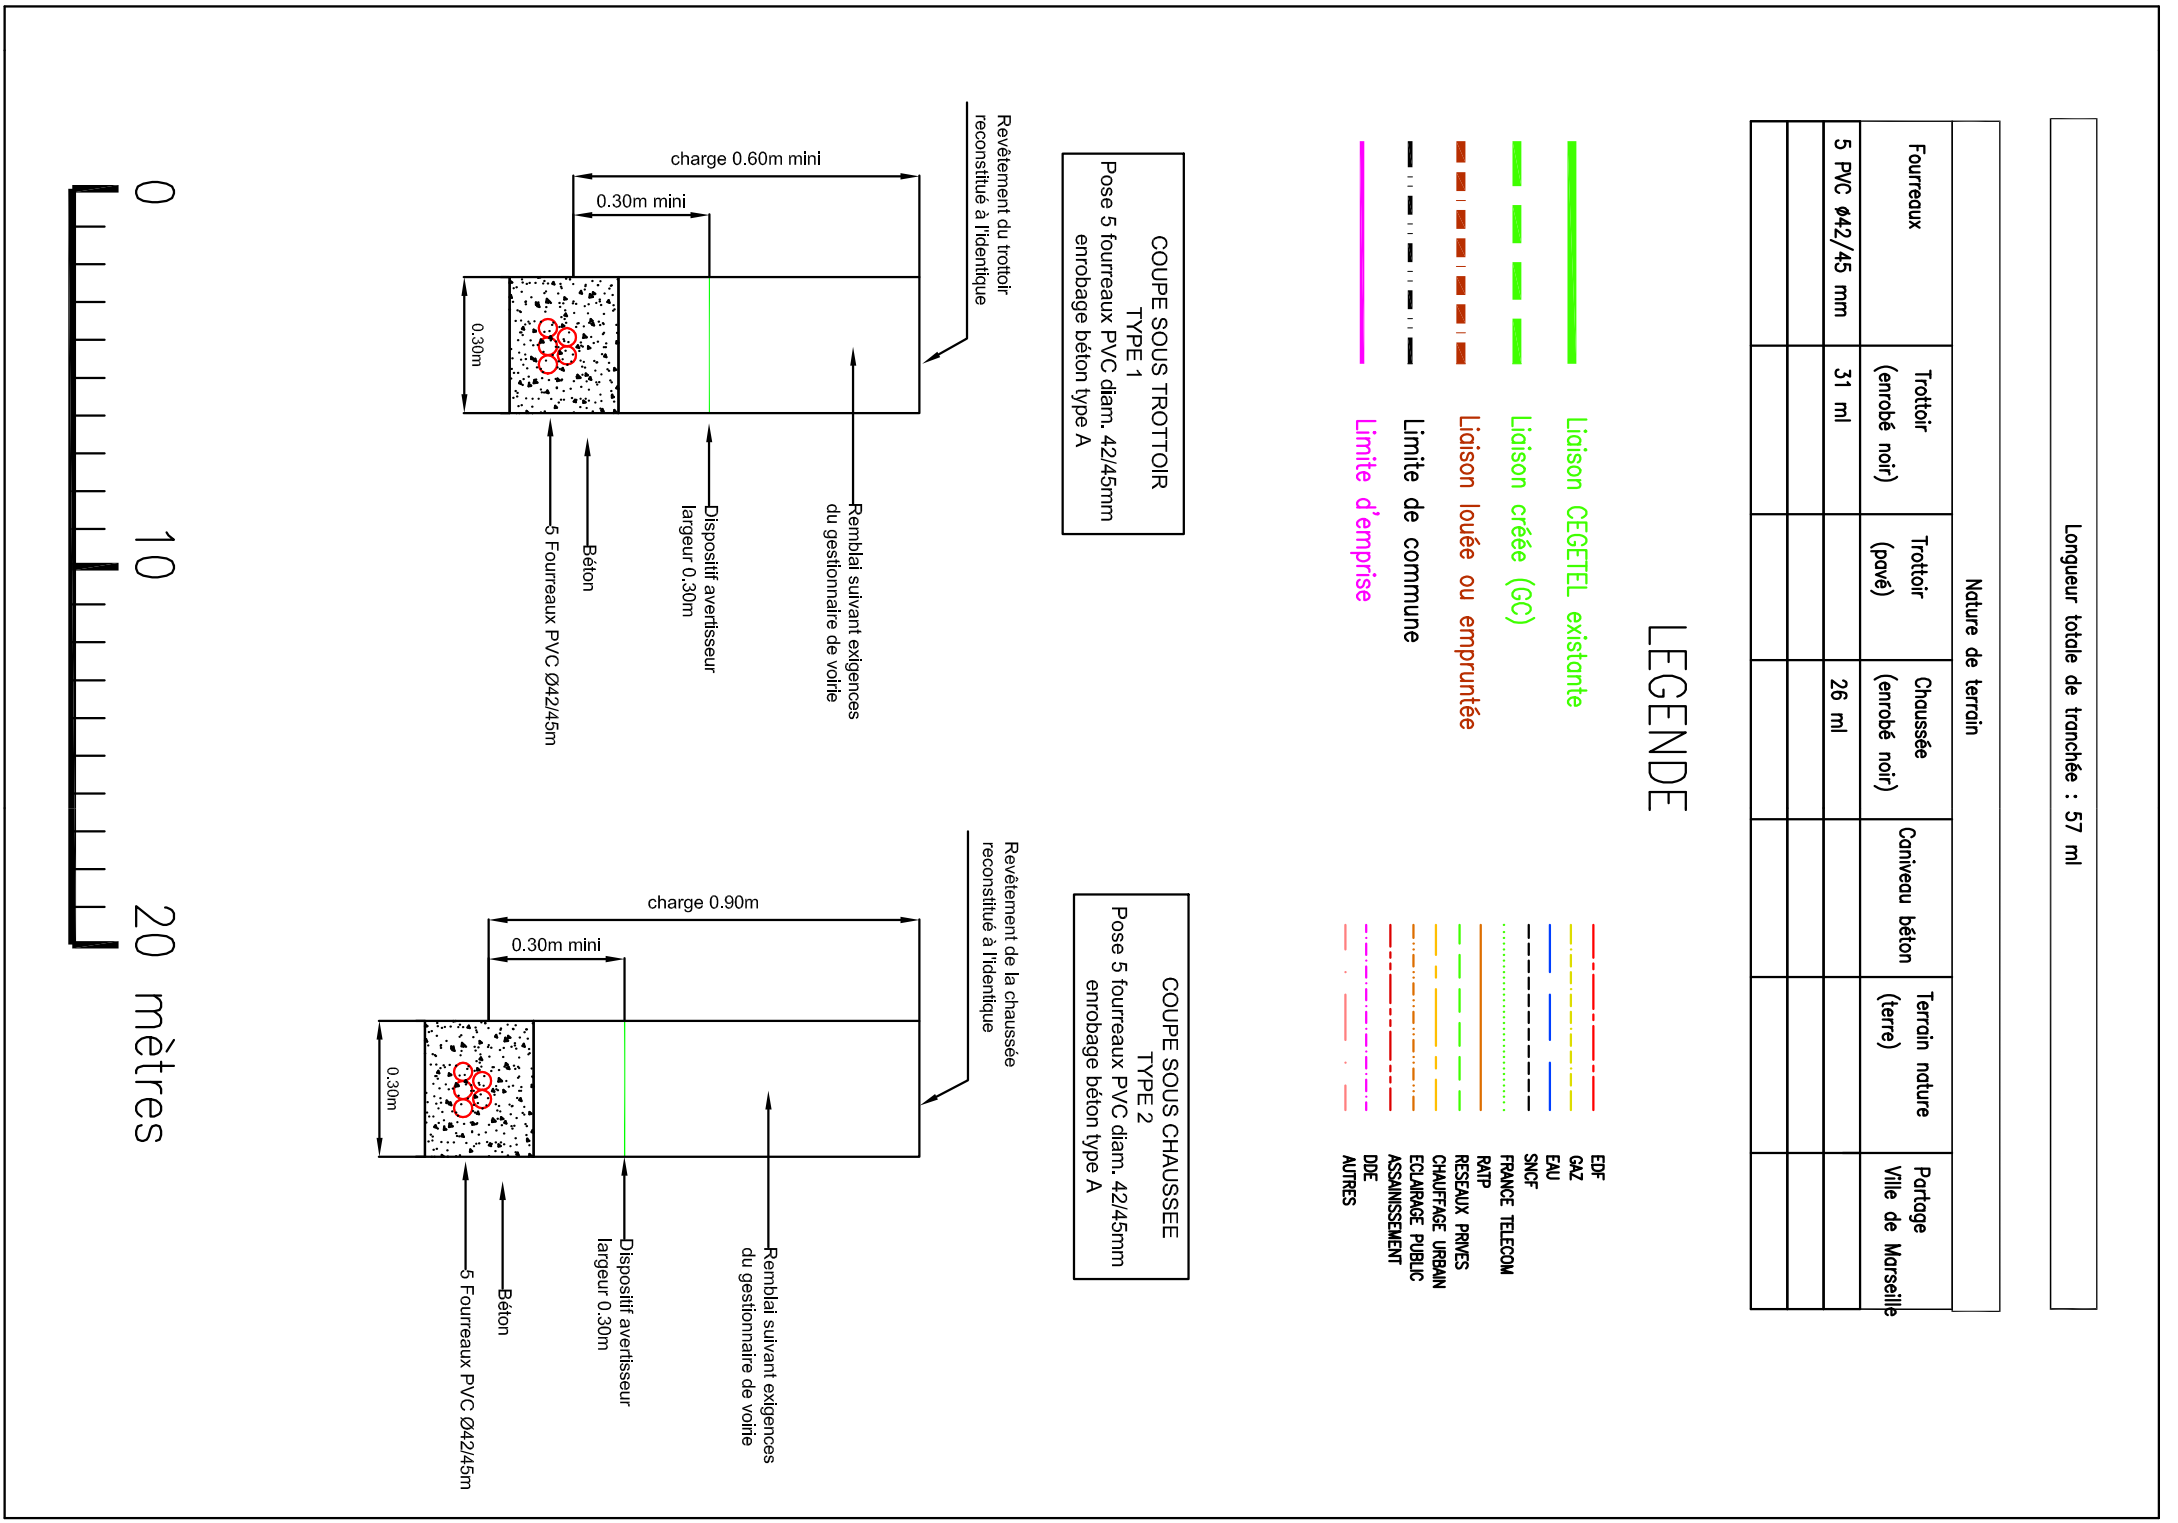 Longueur totale de tranchée : 57 ml
Nature de terrain
Fourreaux
Trottoir
(enrobé noir)
Trottoir
(pavé)
Chaussée
(enrobé noir)
Caniveau béton
Terrain nature
(terre)
Partage
Ville de Marseille
5 PVC ø42/45 mm
31 ml
26 ml
LEGENDE
Liaison CEGETEL existante
Liaison créée (GC)
Liaison louée ou empruntée
Limite de commune
Limite d'emprise
EDF
GAZ
EAU
SNCF
FRANCE TELECOM
RATP
RESEAUX PRIVES
CHAUFFAGE URBAIN
ECLAIRAGE PUBLIC
ASSAINISSEMENT
DDE
AUTRES
COUPE SOUS TROTTOIR
TYPE 1
Pose 5 fourreaux PVC diam. 42/45mm
enrobage béton type A
Revêtement du trottoir
reconstitué à l'identique
charge 0.60m mini
0.30m mini
0.30m
Remblai suivant exigences
du gestionnaire de voirie
Dispositif avertisseur
largeur 0.30m
Béton
5 Fourreaux PVC Ø42/45m
COUPE SOUS CHAUSSEE
TYPE 2
Pose 5 fourreaux PVC diam. 42/45mm
enrobage béton type A
Revêtement de la chaussée
reconstitué à l'identique
charge 0.90m
0.30m mini
0.30m
Remblai suivant exigences
du gestionnaire de voirie
Dispositif avertisseur
largeur 0.30m
Béton
5 Fourreaux PVC Ø42/45m
0 10 20 mètres